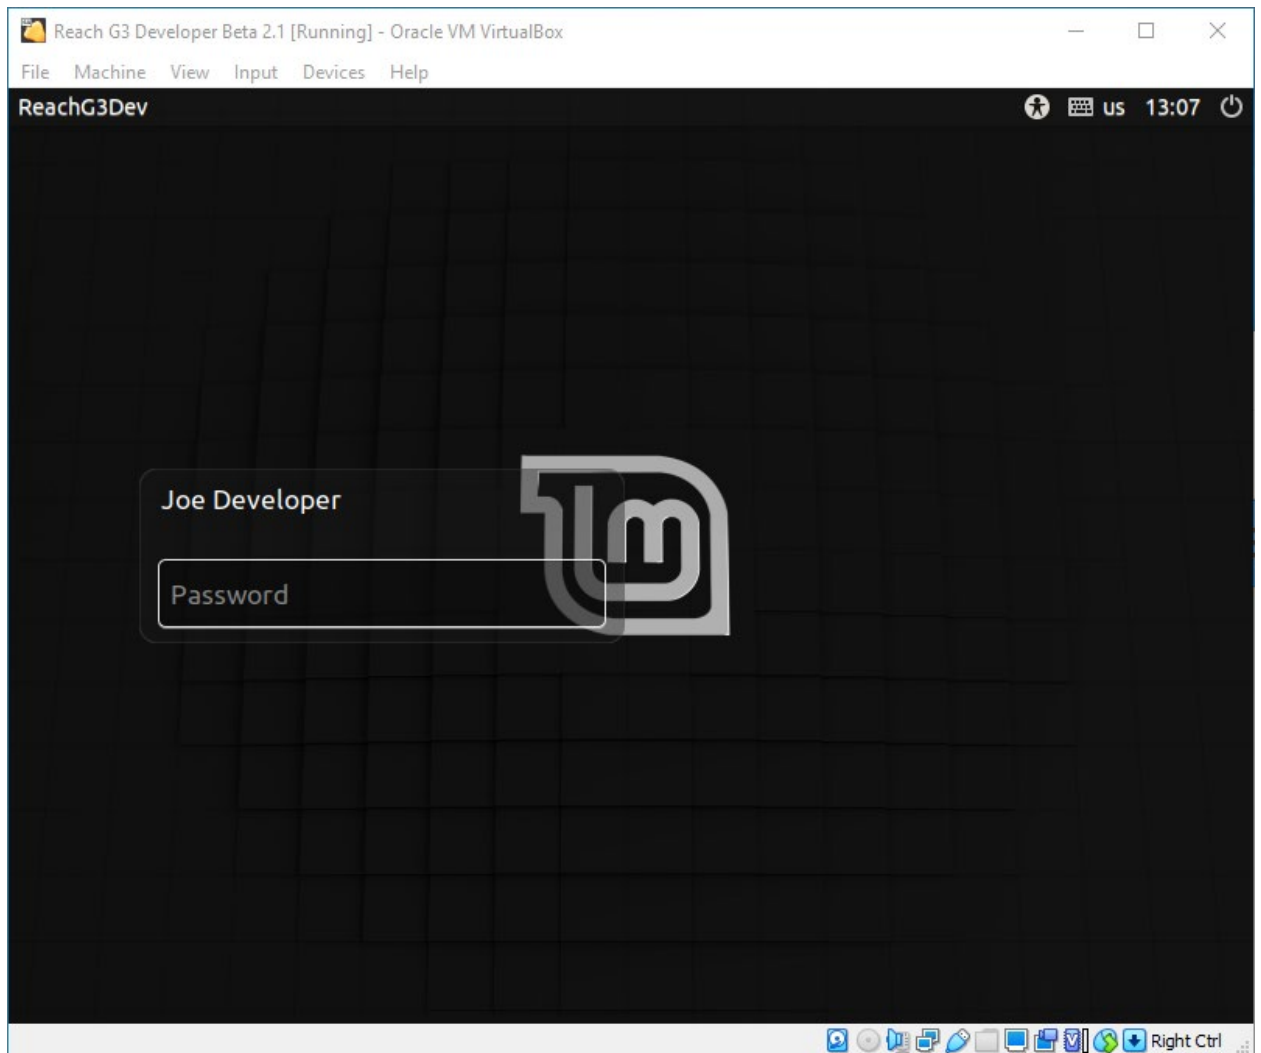 Reach G3 Developer Beta 2.1 [Running] - Oracle VM VirtualBox
File Machine View Input Devices Help
ReachG3Dev us 13:07
Joe Developer
Password
Right Ctrl